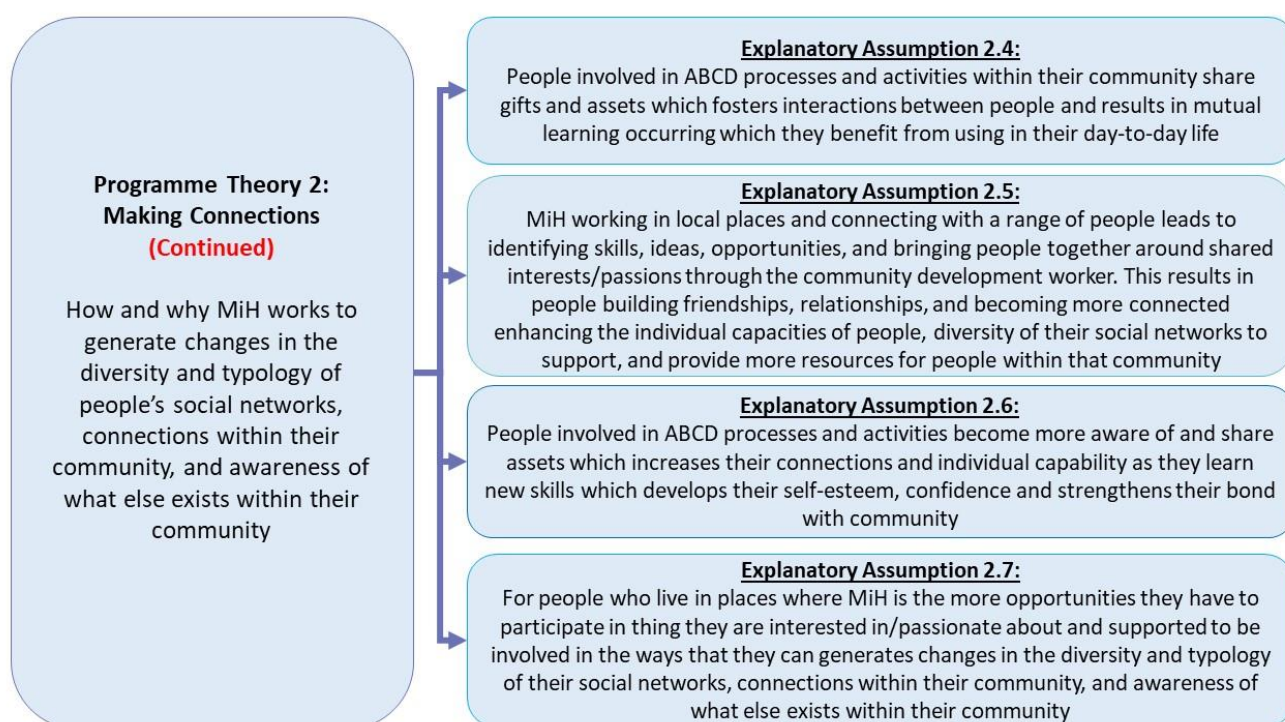 Programme Theory 2:
Making Connections
(Continued)
How and why MiH works to
generate changes in the
diversity and typology of
people's social networks,
connections within their
community, and awareness of
what else exists within their
community
Explanatory Assumption 2.4:
People involved in ABCD processes and activities within their community share
gifts and assets which fosters interactions between people and results in mutual
learning occurring which they benefit from using in their day-to-day life
Explanatory Assumption 2.5:
MiH working in local places and connecting with a range of people leads to
identifying skills, ideas, opportunities, and bringing people together around shared
interests/passions through the community development worker. This results in
people building friendships, relationships, and becoming more connected
enhancing the individual capacities of people, diversity of their social networks to
support, and provide more resources for people within that community
Explanatory Assumption 2.6:
People involved in ABCD processes and activities become more aware of and share
assets which increases their connections and individual capability as they learn
new skills which develops their self-esteem, confidence and strengthens their bond
with community
Explanatory Assumption 2.7:
For people who live in places where MiH is the more opportunities they have to
participate in thing they are interested in/passionate about and supported to be
involved in the ways that they can generates changes in the diversity and typology
of their social networks, connections within their community, and awareness of
what else exists within their community